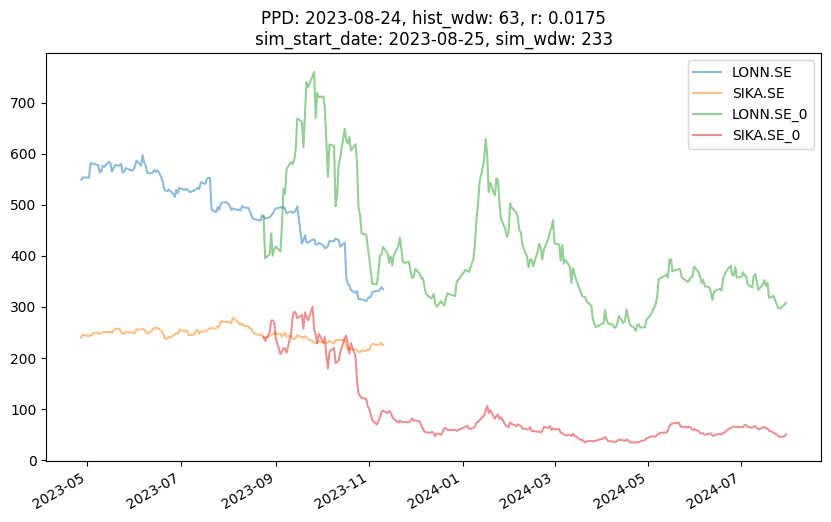 PPD: 2023-08-24, hist_wdw: 63, r: 0.0175
sim_start_date: 2023-08-25, sim_wdw: 233
LONN.SE
SIKA.SE
LONN.SE_0
SIKA.SE_0
700
600
500
400
300
200
100
0
2023-05
2023-07
2023-09
2023-11
2024-01
2024-03
2024-05
2024-07